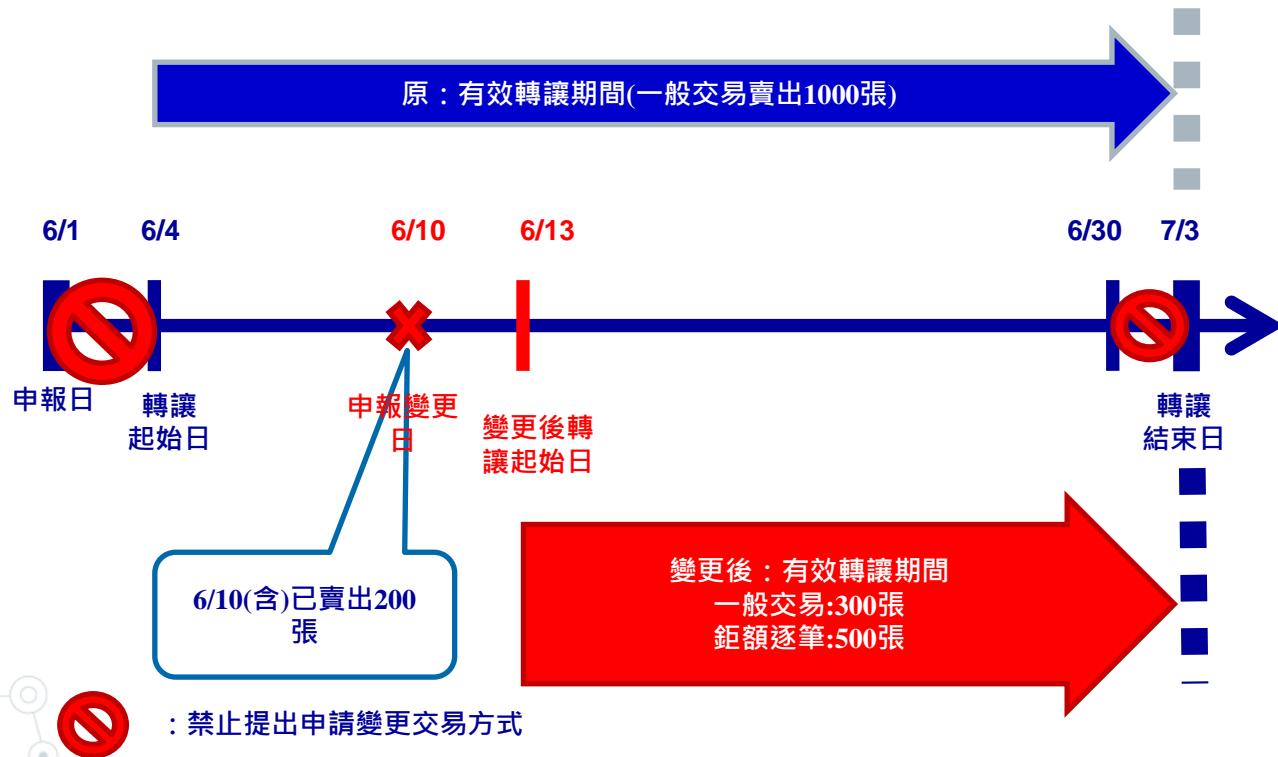 原：有效轉讓期間(一般交易賣出1000張)
6/1
6/4
6/10
6/13
6/30
7/3
申報日
轉讓
起始日
申報變更
日
變更後轉
讓起始日
轉讓
結束日
6/10(含)已賣出200
張
變更後：有效轉讓期間
一般交易:300張
鉅額逐筆:500張
：禁止提出申請變更交易方式